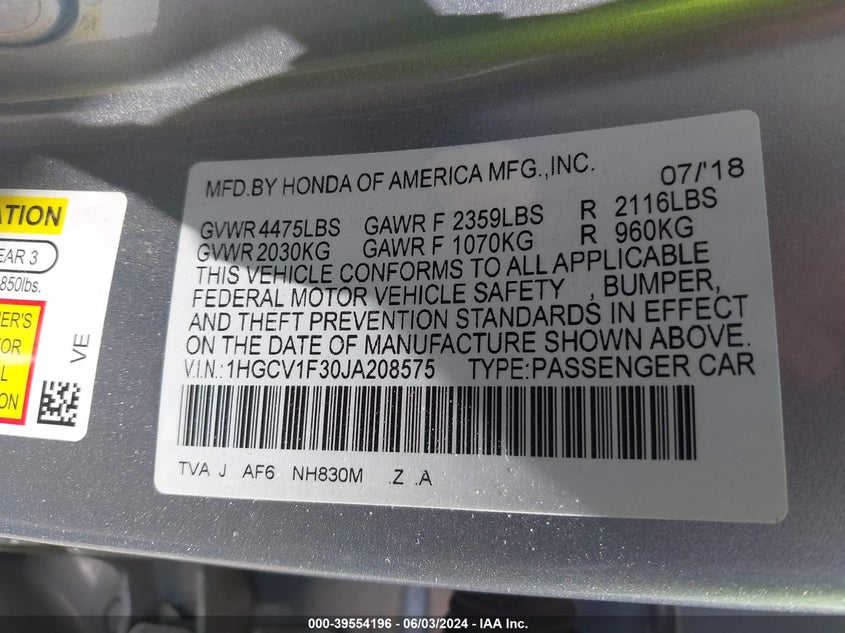 MFD.BY HONDA OF AMERICA MFG.,INC. 07/'18
GVWR 4475LBS GAWR F 2359LBS R 2116LBS
GVWR 2030KG GAWR F 1070KG R 960KG
THIS VEHICLE CONFORMS TO ALL APPLICABLE
FEDERAL MOTOR VEHICLE SAFETY , BUMPER,
AND THEFT PREVENTION STANDARDS IN EFFECT
ON THE DATE OF MANUFACTURE SHOWN ABOVE.
V.I.N.:1HGCV1F30JA208575 TYPE:PASSENGER CAR
TVA J AF6 NH830M .Z .A
ATION
EAR 3
850lbs.
ER'S
OR
L
ON
VE
000-39554196 - 06/03/2024 - IAA Inc.